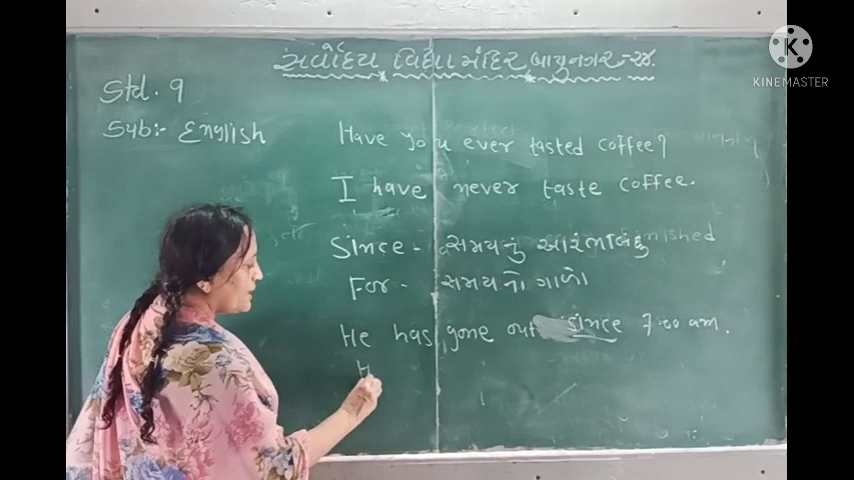 સર્વોદય વિદ્યામંદિર બાપુનગર-૨૪.
KINEMASTER
Std. 9
Sub:- English
Have you ever tasted coffee?
I have never taste coffee.
Since - સમયનું આરંભબિંદુ
For - સમયનો ગાળો
He has gone out since 7:00 am.
H